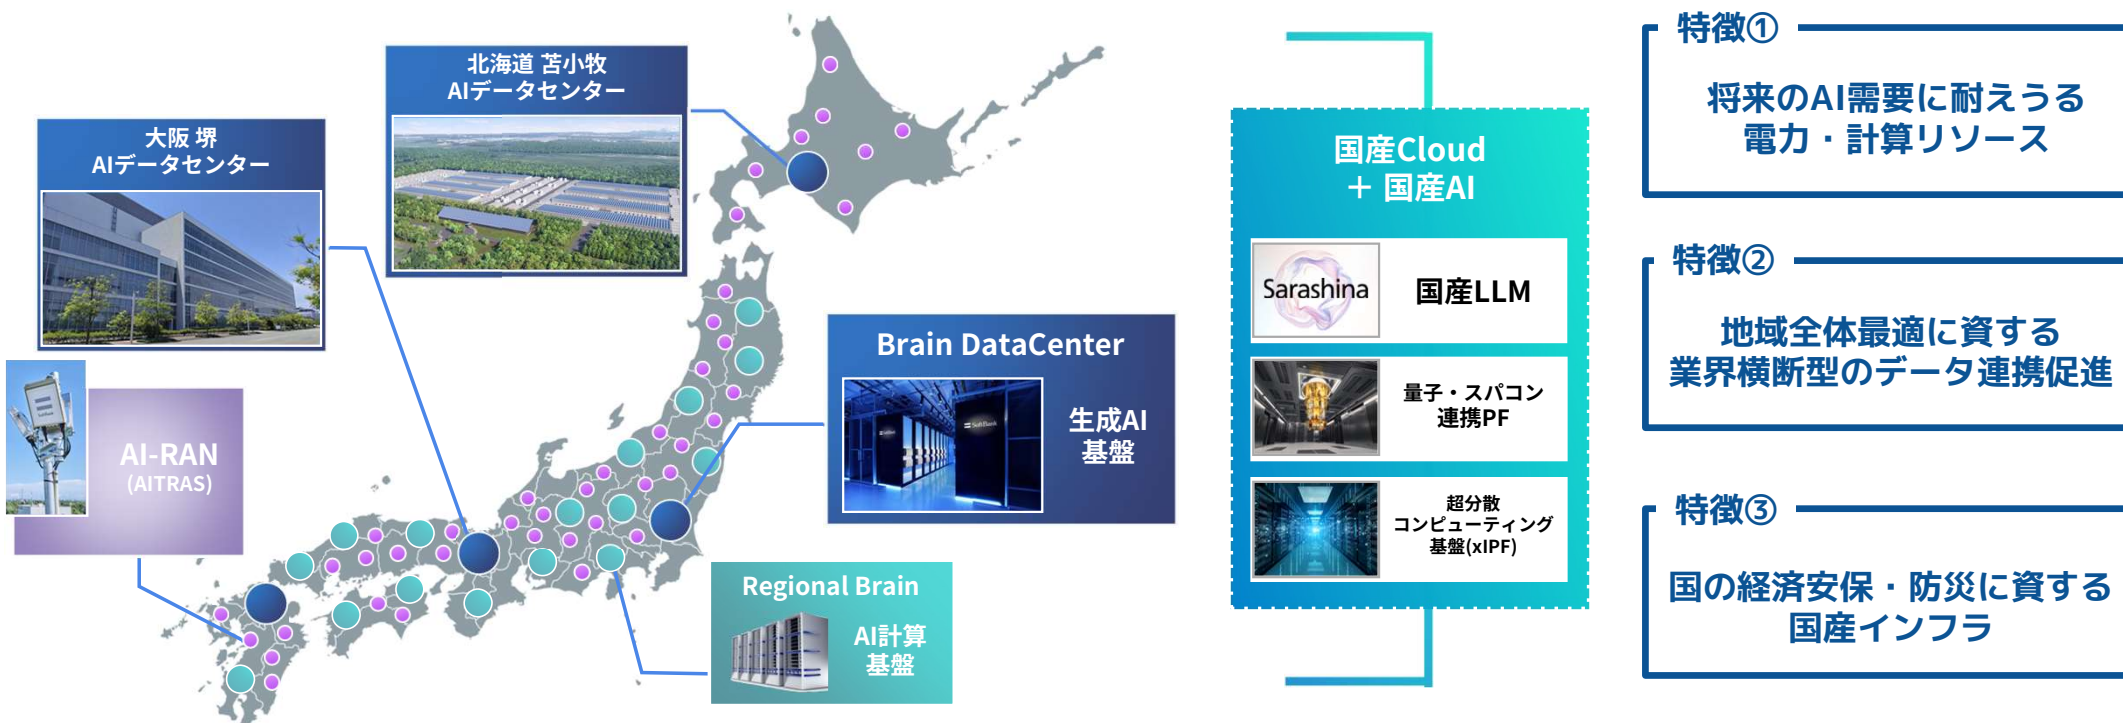 北海道 苫小牧
AIデータセンター
大阪 堺
AIデータセンター
AI-RAN
(AITRAS)
Brain DataCenter
生成AI
基盤
SoftBank
Regional Brain
AI計算
基盤
国産Cloud
＋ 国産AI
Sarashina
国産LLM
量子・スパコン
連携PF
超分散
コンピューティング
基盤(xIPF)
特徴①
将来のAI需要に耐えうる
電力・計算リソース
特徴②
地域全体最適に資する
業界横断型のデータ連携促進
特徴③
国の経済安保・防災に資する
国産インフラ